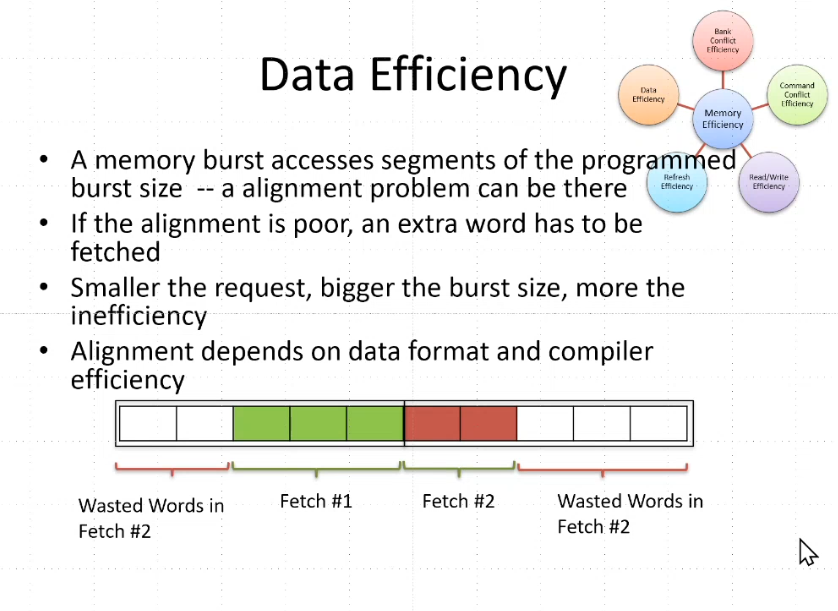 Data Efficiency
Bank
Conflict
Efficiency
Data
Efficiency
Command
Conflict
Efficiency
Memory
Efficiency
Refresh
Efficiency
Read/Write
Efficiency
• A memory burst accesses segments of the programmed
burst size -- a alignment problem can be there
• If the alignment is poor, an extra word has to be
fetched
• Smaller the request, bigger the burst size, more the
inefficiency
• Alignment depends on data format and compiler
efficiency
Wasted Words in
Fetch #2
Fetch #1
Fetch #2
Wasted Words in
Fetch #2